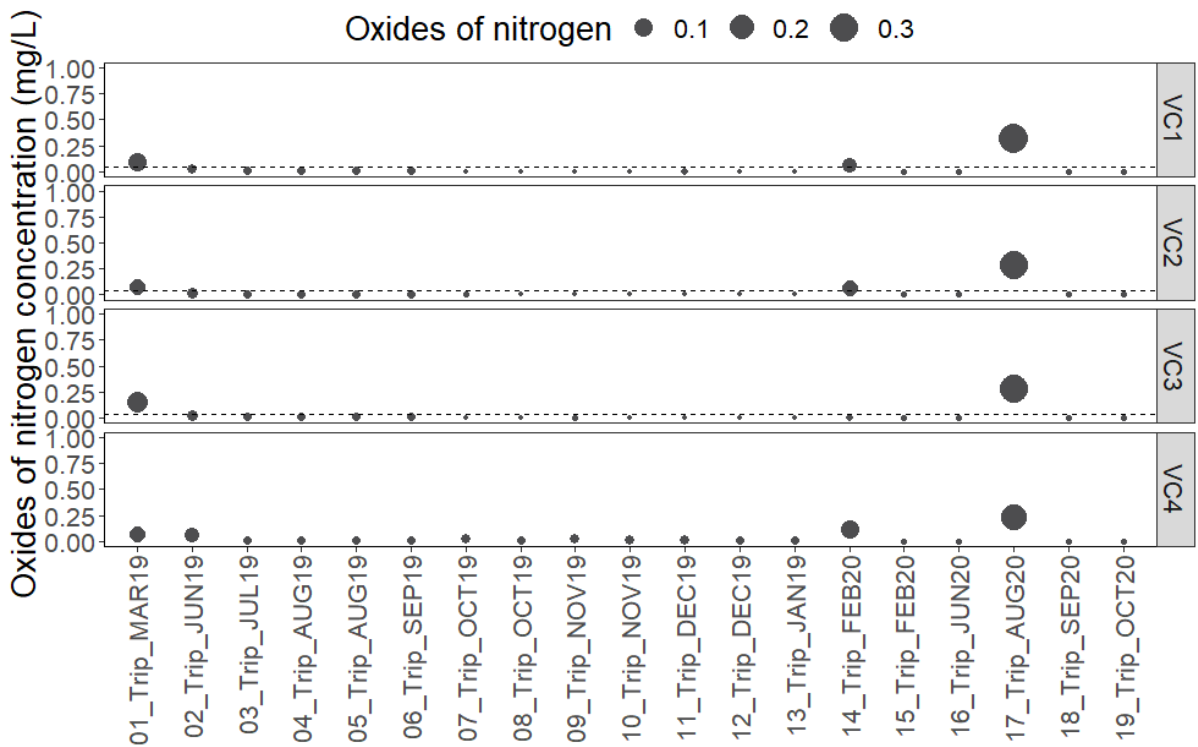 Oxides of nitrogen 0.1 0.2 0.3
Oxides of nitrogen concentration (mg/L)
1.00
0.75
0.50
0.25
0.00
VC1
1.00
0.75
0.50
0.25
0.00
VC2
1.00
0.75
0.50
0.25
0.00
VC3
1.00
0.75
0.50
0.25
0.00
VC4
01_Trip_MAR19
02_Trip_JUN19
03_Trip_JUL19
04_Trip_AUG19
05_Trip_AUG19
06_Trip_SEP19
07_Trip_OCT19
08_Trip_OCT19
09_Trip_NOV19
10_Trip_NOV19
11_Trip_DEC19
12_Trip_DEC19
13_Trip_JAN19
14_Trip_FEB20
15_Trip_FEB20
16_Trip_JUN20
17_Trip_AUG20
18_Trip_SEP20
19_Trip_OCT20